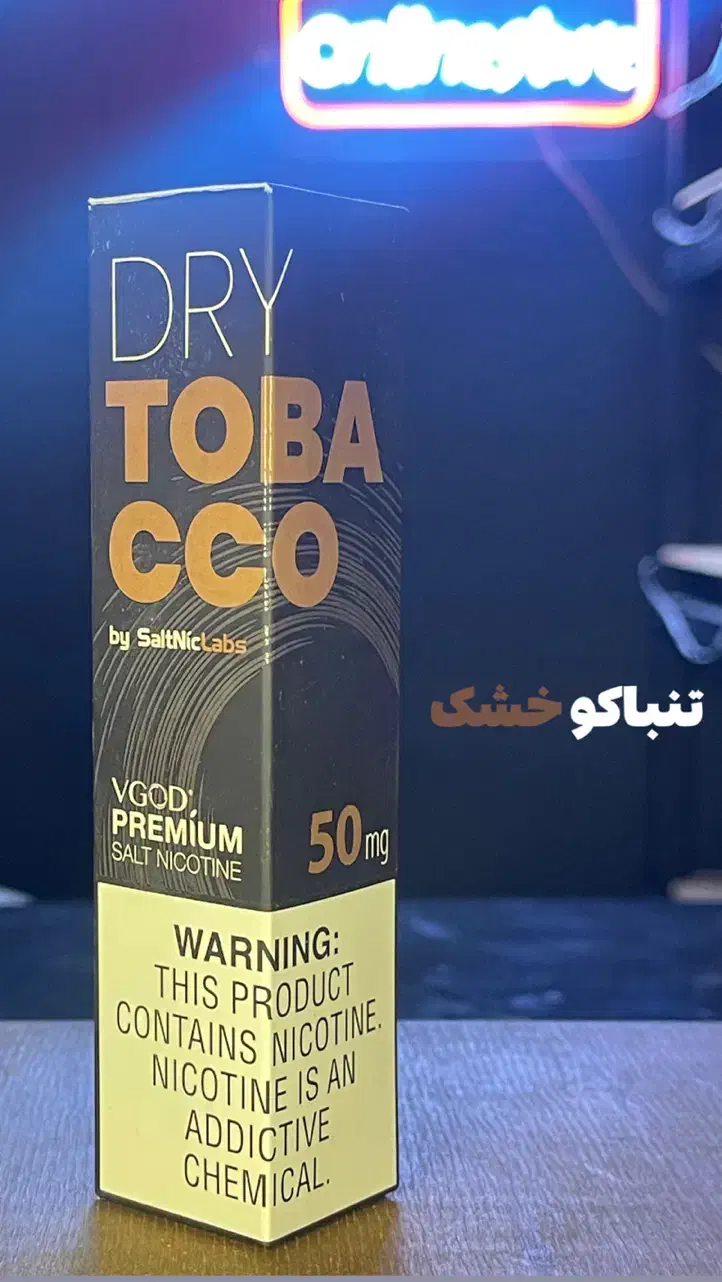 DRY
TOBA
CCO
by SaltNicLabs
تنباکو خشک
VGOD
PREMIUM
SALT NICOTINE
50mg
WARNING:
THIS PRODUCT
CONTAINS NICOTINE.
NICOTINE IS AN
ADDICTIVE
CHEMICAL.